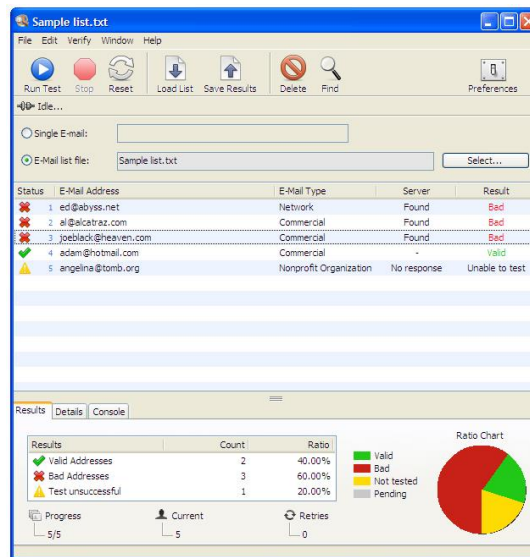 Sample list.txt
File Edit Verify Window Help
Run Test Stop Reset Load List Save Results Delete Find Preferences
Idle...
Single E-mail:
E-Mail list file: Sample list.txt Select...
Status E-Mail Address E-Mail Type Server Result
1 ed@abyss.net Network Found Bad
2 al@alcatraz.com Commercial Found Bad
3 joeblack@heaven.com Commercial Found Bad
4 adam@hotmail.com Commercial - Valid
5 angelina@tomb.org Nonprofit Organization No response Unable to test
Results Details Console
Results Count Ratio
Valid Addresses 2 40.00%
Bad Addresses 3 60.00%
Test unsuccessful 1 20.00%
Ratio Chart
Valid
Bad
Not tested
Pending
Progress Current Retries
5/5 5 0